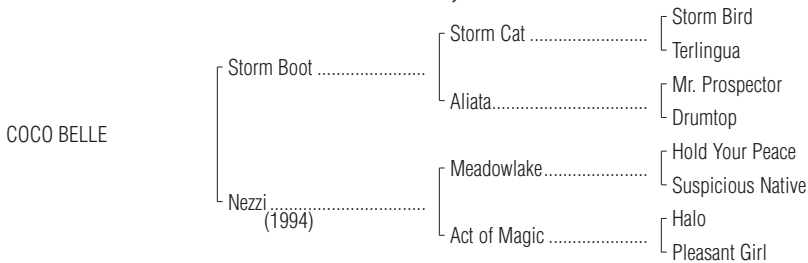 Storm Bird
Storm Cat ........................
Terlingua
Storm Boot .......................
Mr. Prospector
Aliata.................................
Drumtop
COCO BELLE
Hold Your Peace
Meadowlake......................
Suspicious Native
Nezzi .................................
(1994)
Halo
Act of Magic .....................
Pleasant Girl